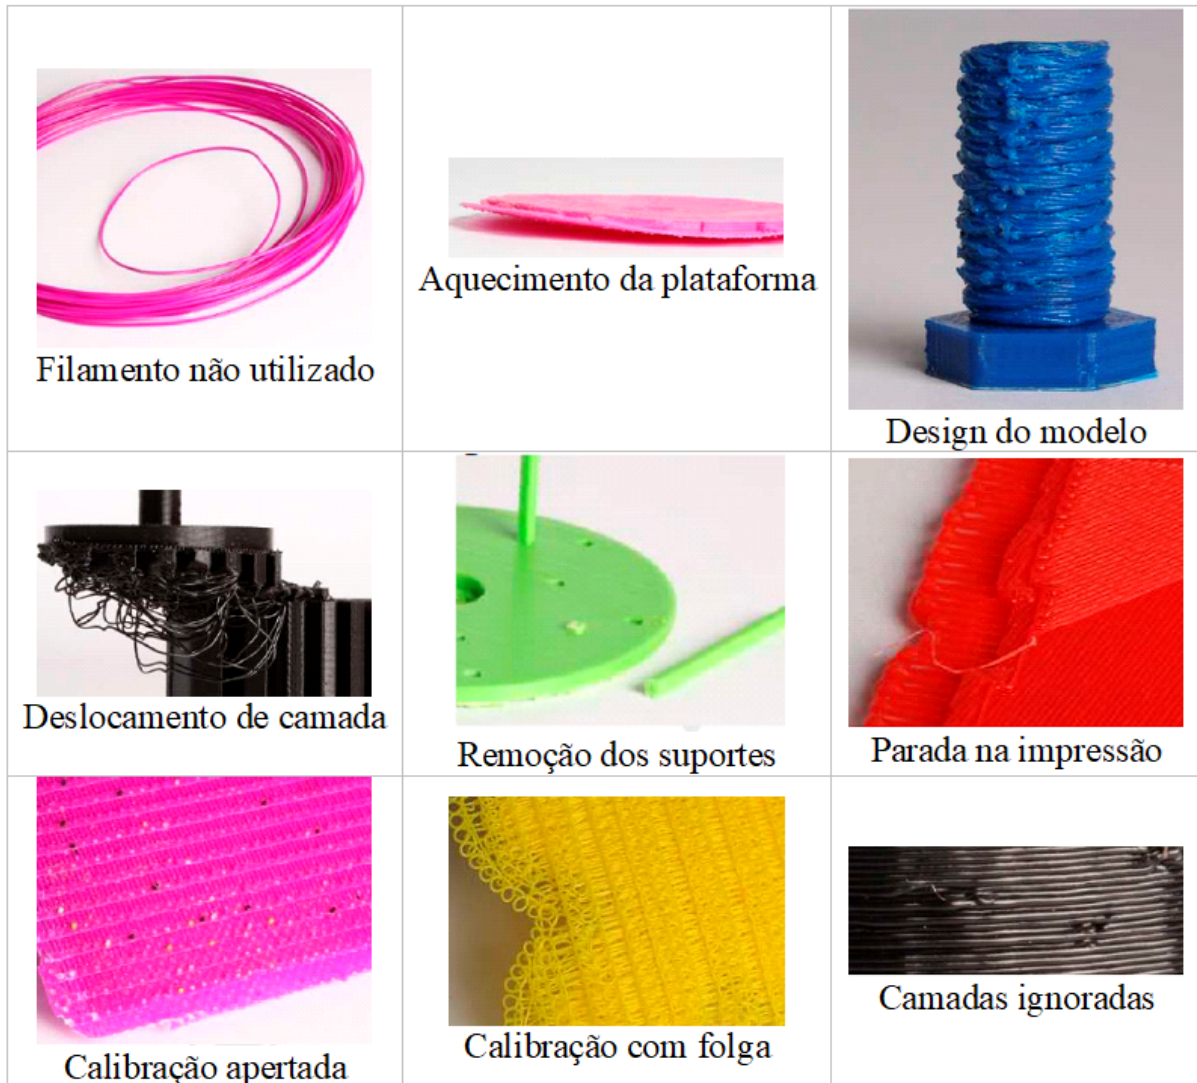 Filamento não utilizado
Aquecimento da plataforma
Design do modelo
Deslocamento de camada
Remoção dos suportes
Parada na impressão
Calibração apertada
Calibração com folga
Camadas ignoradas